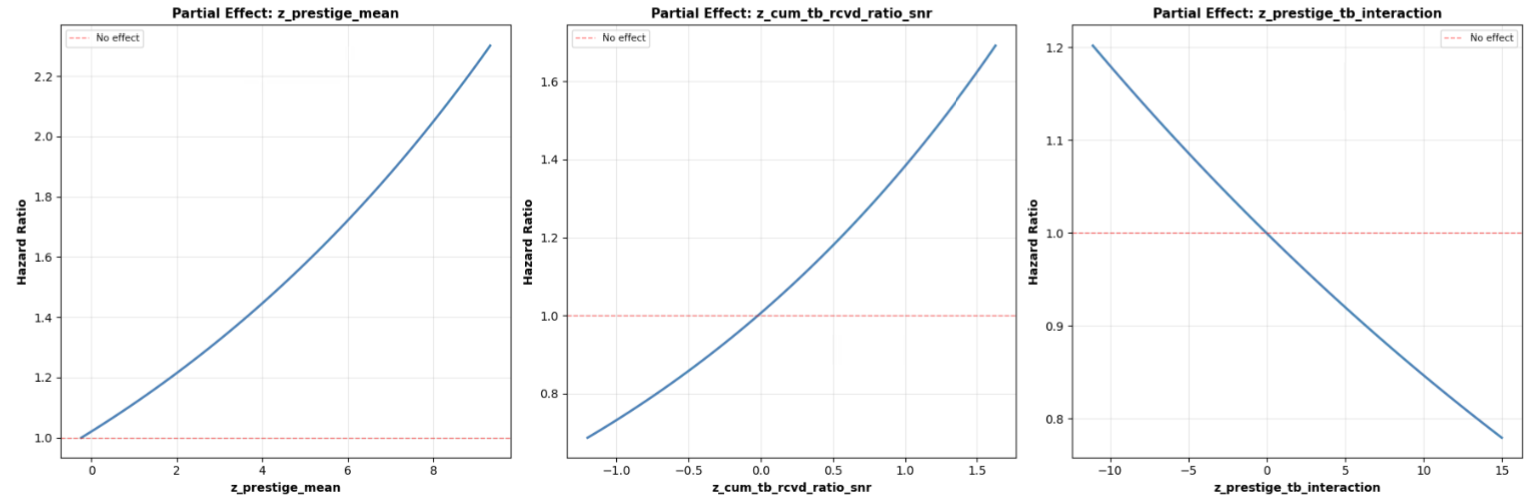 Partial Effect: z_prestige_mean
No effect
2.2
2.0
1.8
1.6
1.4
1.2
1.0
Hazard Ratio
0
2
4
6
8
z_prestige_mean
Partial Effect: z_cum_tb_rcvd_ratio_snr
No effect
1.6
1.4
1.2
1.0
0.8
Hazard Ratio
−1.0
−0.5
0.0
0.5
1.0
1.5
z_cum_tb_rcvd_ratio_snr
Partial Effect: z_prestige_tb_interaction
No effect
1.2
1.1
1.0
0.9
0.8
Hazard Ratio
−10
−5
0
5
10
15
z_prestige_tb_interaction